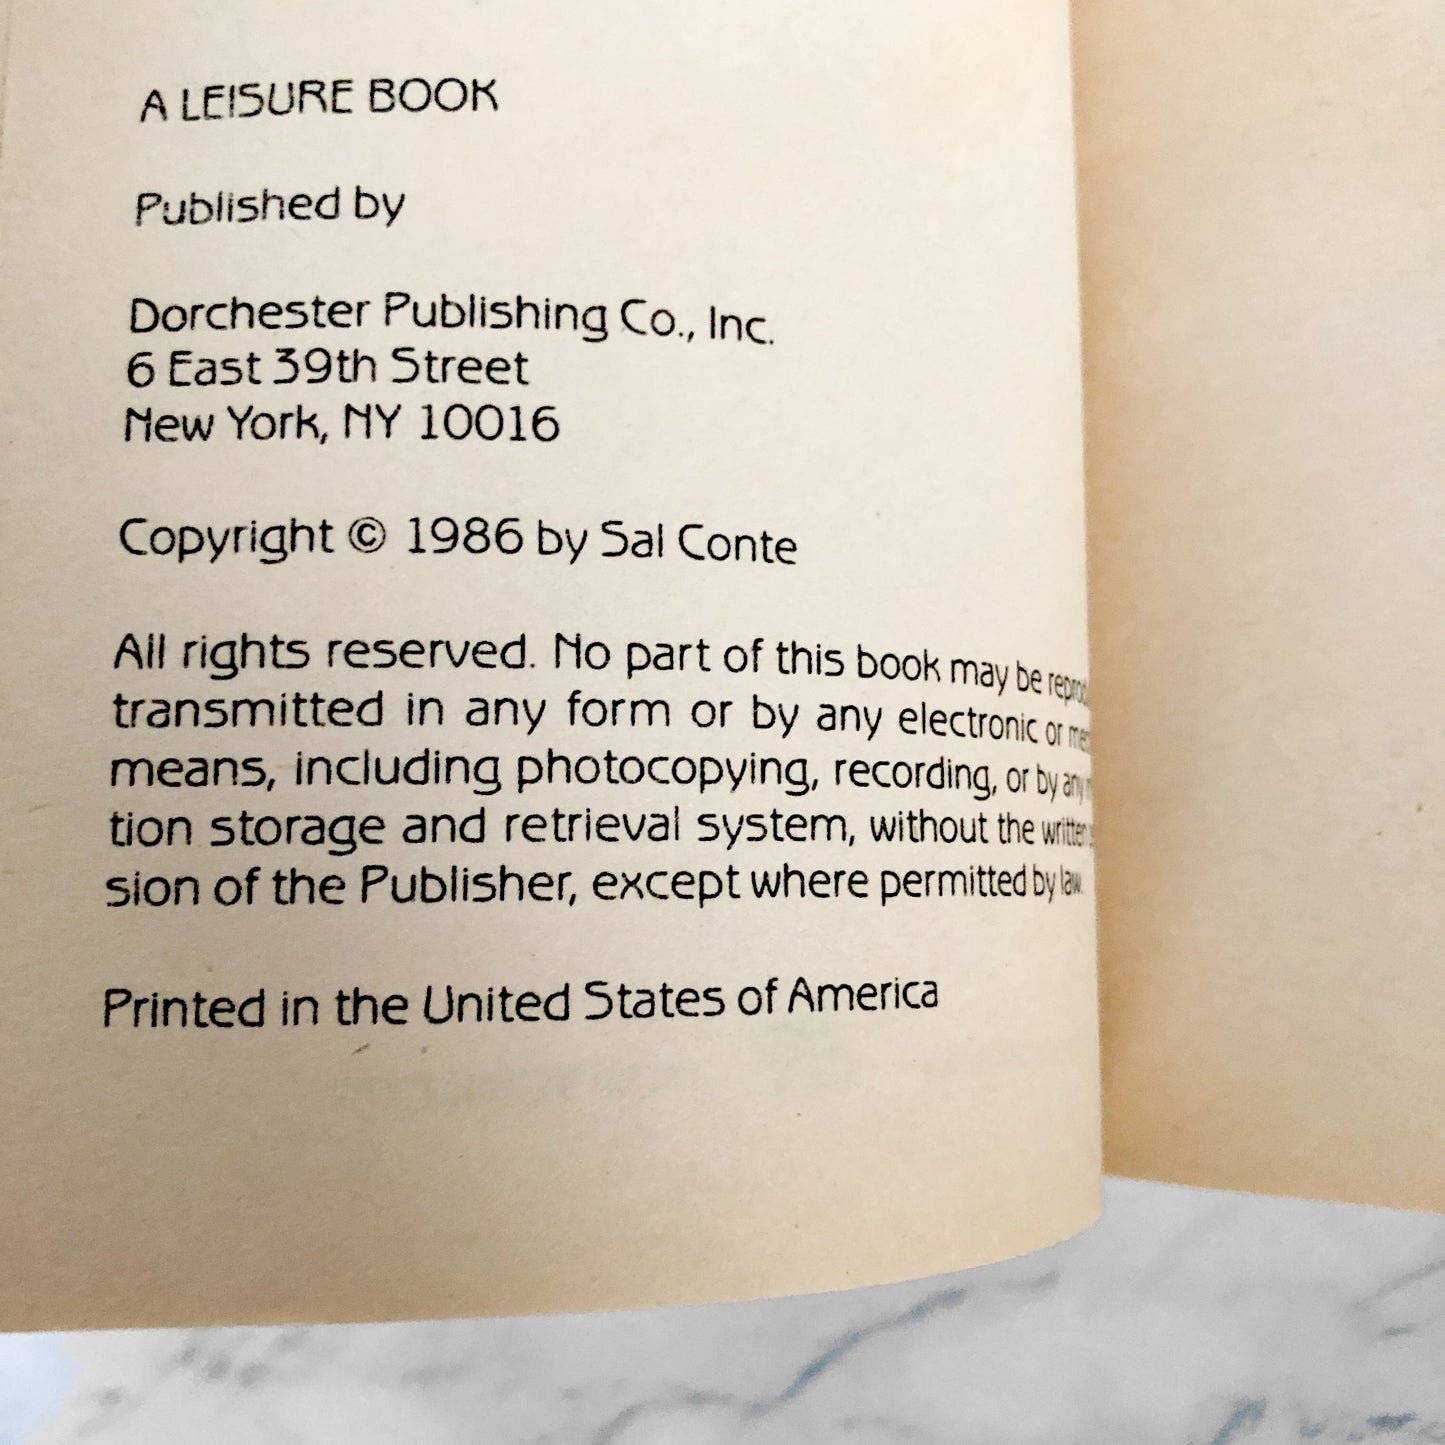 A LEISURE BOOK
Published by
Dorchester Publishing Co., Inc.
6 East 39th Street
New York, NY 10016
Copyright © 1986 by Sal Conte
All rights reserved. No part of this book may be
transmitted in any form or by any electronic or
means, including photocopying, recording, or by any
tion storage and retrieval system, without the written
sion of the Publisher, except where permitted by law.
Printed in the United States of America